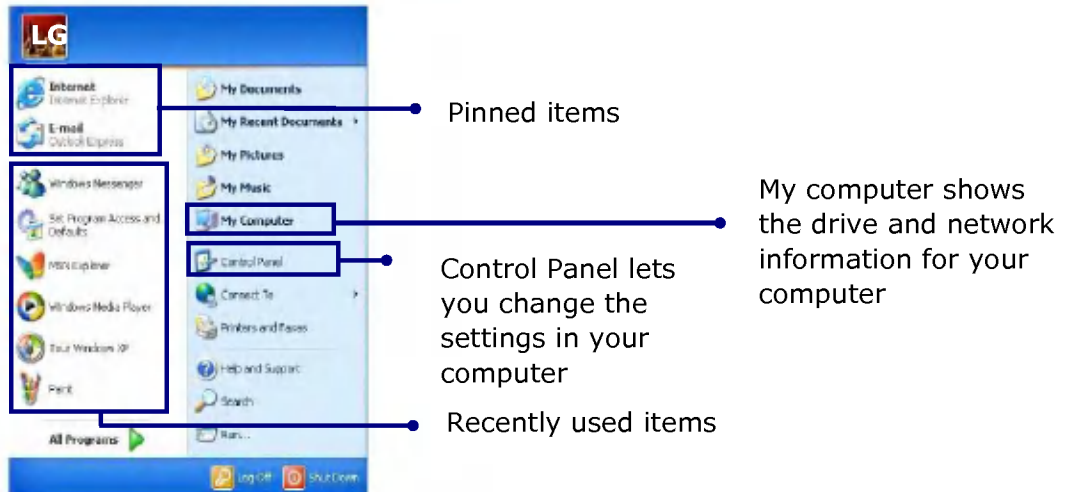 LG
Internet
Internet Explorer
E-mail
Outlook Express
Windows Messenger
Set Program Access and
Defaults
MSN Explorer
Windows Media Player
Tour Windows XP
Paint
All Programs
My Documents
My Recent Documents
My Pictures
My Music
My Computer
Control Panel
Connect To
Printers and Faxes
Help and Support
Search
Run...
Log Off
Shut Down
Pinned items
My computer shows
the drive and network
information for your
computer
Control Panel lets
you change the
settings in your
computer
Recently used items